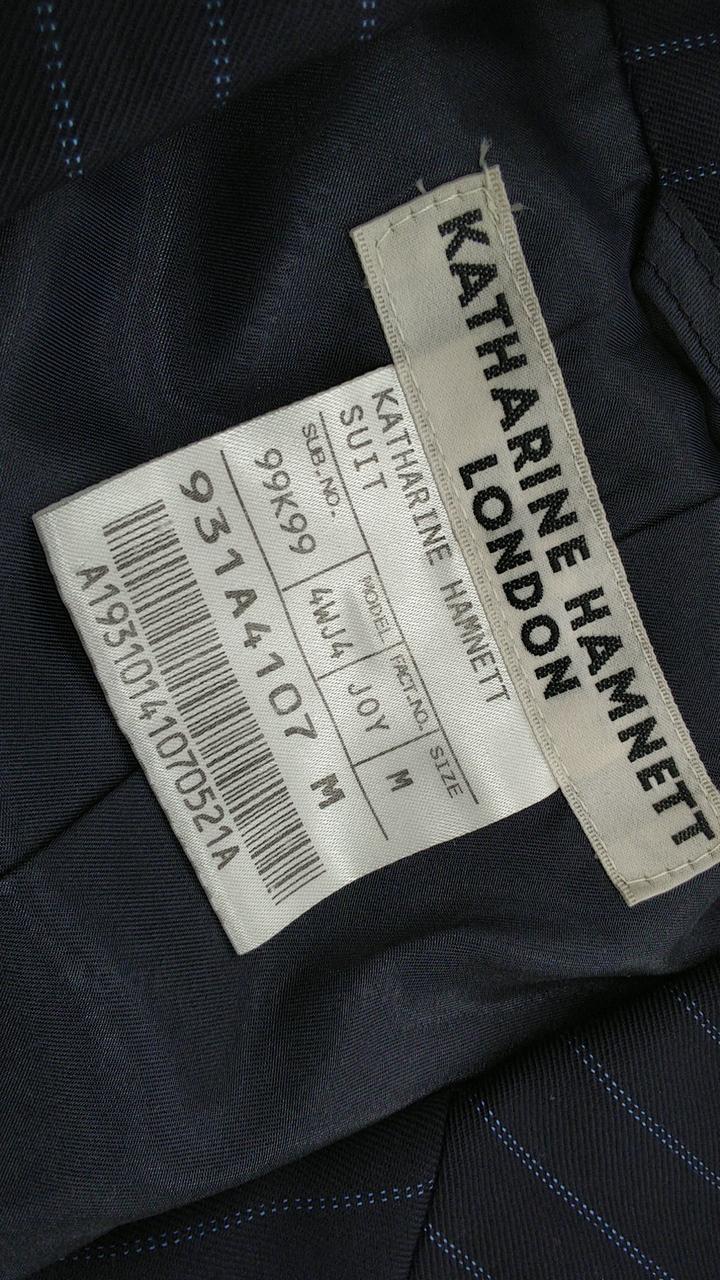 KATHARINE HAMNETT
LONDON
KATHARINE HAMNETT
SUIT
SUB.NO. MODEL FACT.NO. SIZE
99K99 4WJ4 JOY M
931A4107 M
A19310141070521A